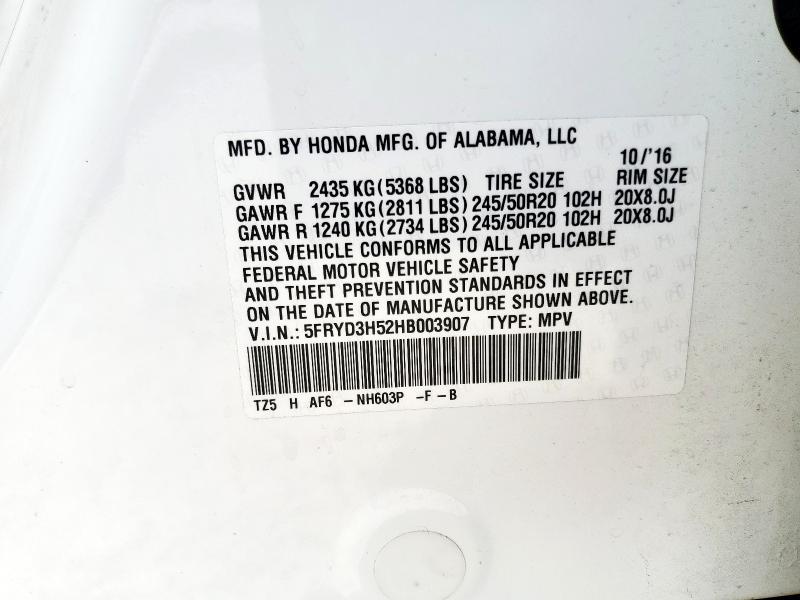 MFD. BY HONDA MFG. OF ALABAMA, LLC
10/'16
GVWR 2435 KG(5368 LBS) TIRE SIZE RIM SIZE
GAWR F 1275 KG(2811 LBS) 245/50R20 102H 20X8.0J
GAWR R 1240 KG(2734 LBS) 245/50R20 102H 20X8.0J
THIS VEHICLE CONFORMS TO ALL APPLICABLE
FEDERAL MOTOR VEHICLE SAFETY
AND THEFT PREVENTION STANDARDS IN EFFECT
ON THE DATE OF MANUFACTURE SHOWN ABOVE.
V.I.N.: 5FRYD3H52HB003907 TYPE: MPV
TZ5 H AF6 -NH603P -F-B